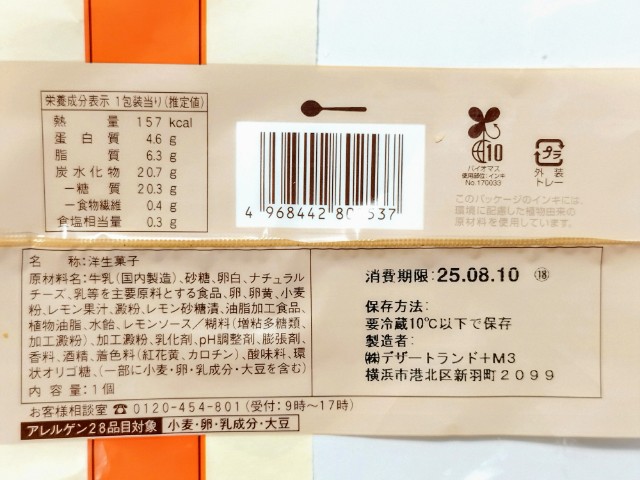 栄養成分表示 1包装当り(推定値)
熱量 157 kcal
蛋白質 4.6 g
脂質 6.3 g
炭水化物 20.7 g
―糖質 20.3 g
―食物繊維 0.4 g
食塩相当量 0.3 g
4 968442 801537
10
バイオマス
使用部位:インキ
No.170033
プラ
外装
トレー
このパッケージのインキには、
環境に配慮した植物由来の
原材料を使用しています。
名称:洋生菓子
原材料名:牛乳(国内製造)、砂糖、卵白、ナチュラル
チーズ、乳等を主要原料とする食品、卵、卵黄、小麦
粉、レモン果汁、澱粉、レモン砂糖漬、油脂加工食品、
植物油脂、水飴、レモンソース/糊料(増粘多糖類、
加工澱粉)、加工澱粉、乳化剤、pH調整剤、膨張剤、
香料、酒精、着色料(紅花黄、カロチン)、酸味料、環
状オリゴ糖、(一部に小麦・卵・乳成分・大豆を含む)
内容量:1個
消費期限:25.08.10 ⑱
保存方法:
要冷蔵10℃以下で保存
製造者:
㈱デザートランド+M3
横浜市港北区新羽町2099
お客様相談室 ☎ 0120-454-801(受付:9時〜17時)
アレルゲン28品目対象 小麦・卵・乳成分・大豆